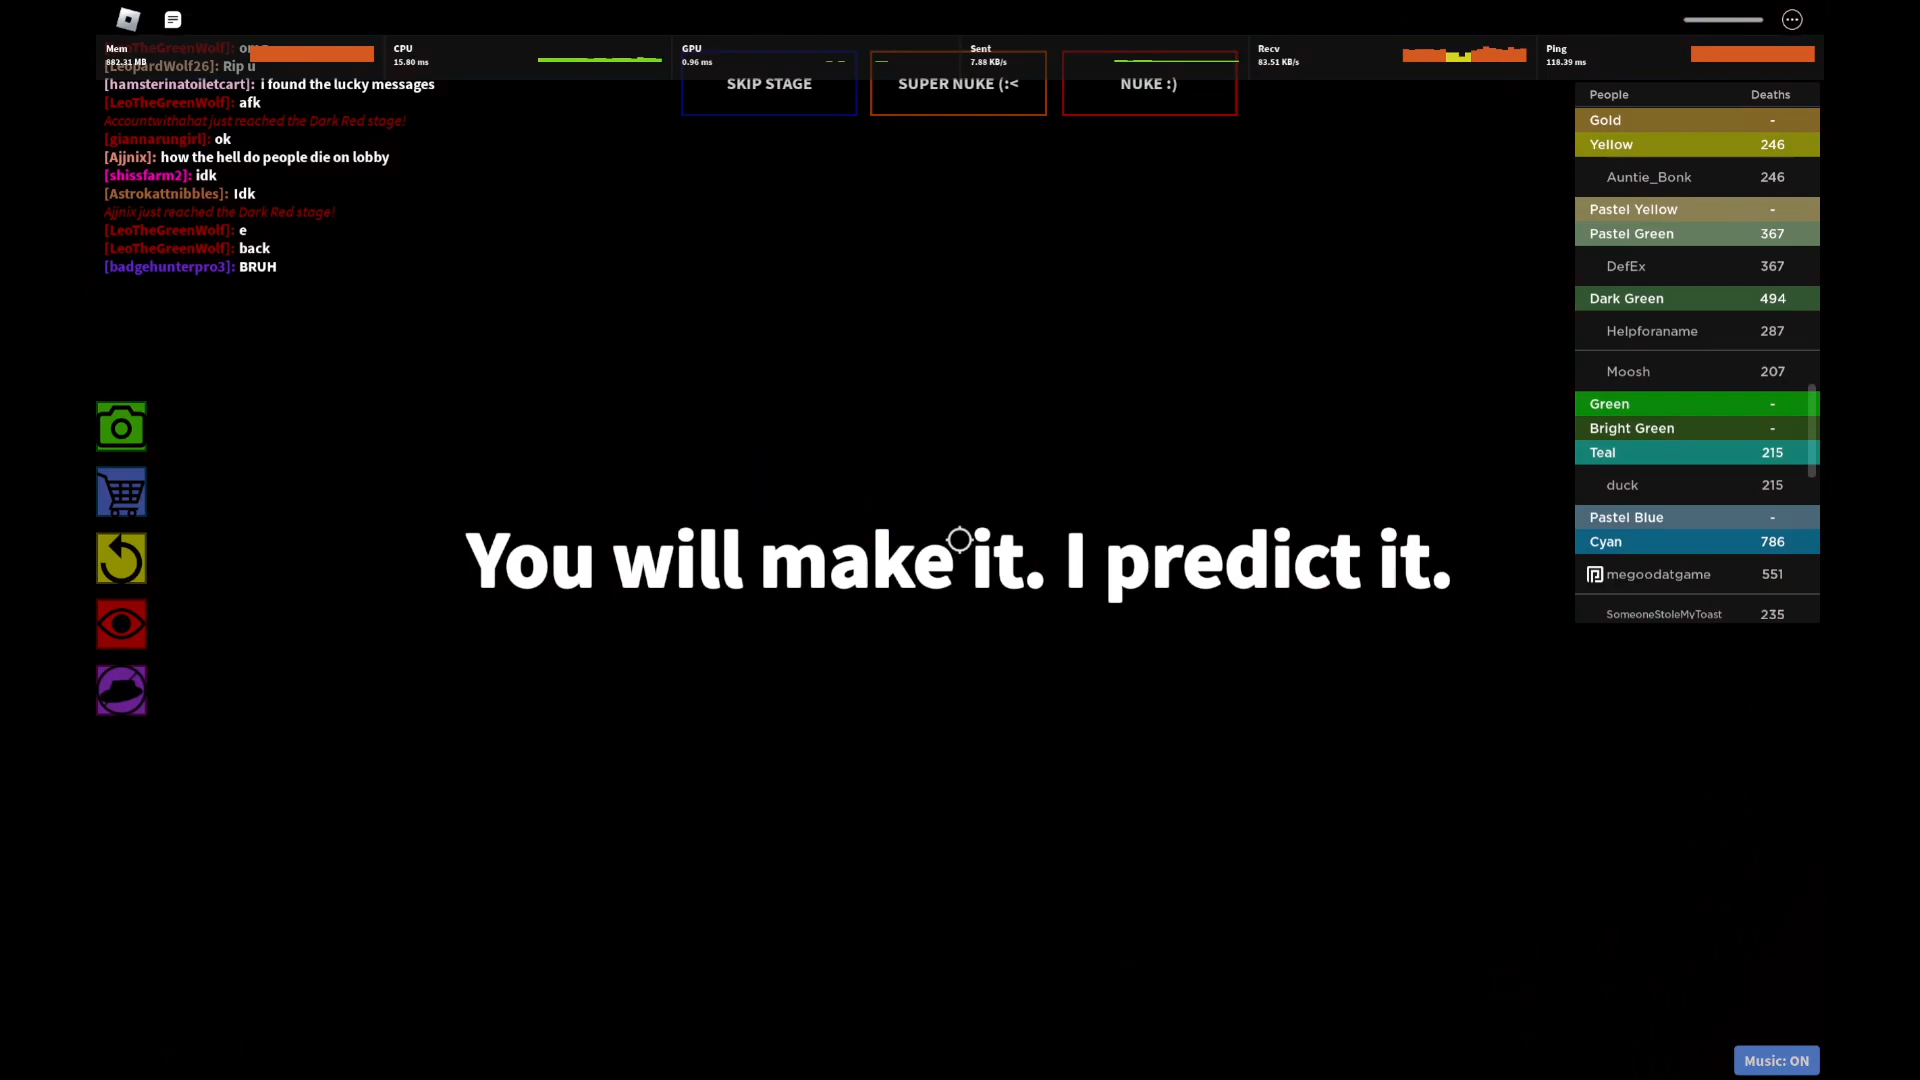 Mem
882.31 MB
CPU
15.80 ms
GPU
0.96 ms
Sent
7.88 KB/s
Recv
83.51 KB/s
Ping
118.39 ms
[LeopardWolf26]: Rip u
[hamsterinatoiletcart]: i found the lucky messages
[LeoTheGreenWolf]: afk
Accountwithahat just reached the Dark Red stage!
[giannarungirl]: ok
[Ajjnix]: how the hell do people die on lobby
[shissfarm2]: idk
[Astrokattnibbles]: Idk
Ajjnix just reached the Dark Red stage!
[LeoTheGreenWolf]: e
[LeoTheGreenWolf]: back
[badgehunterpro3]: BRUH
SKIP STAGE
SUPER NUKE (:<
NUKE :)
People Deaths
Gold -
Yellow 246
Auntie_Bonk 246
Pastel Yellow -
Pastel Green 367
DefEx 367
Dark Green 494
Helpforaname 287
Moosh 207
Green -
Bright Green -
Teal 215
duck 215
Pastel Blue -
Cyan 786
megoodatgame 551
SomeoneStoleMyToast 235
You will make it. I predict it.
Music: ON